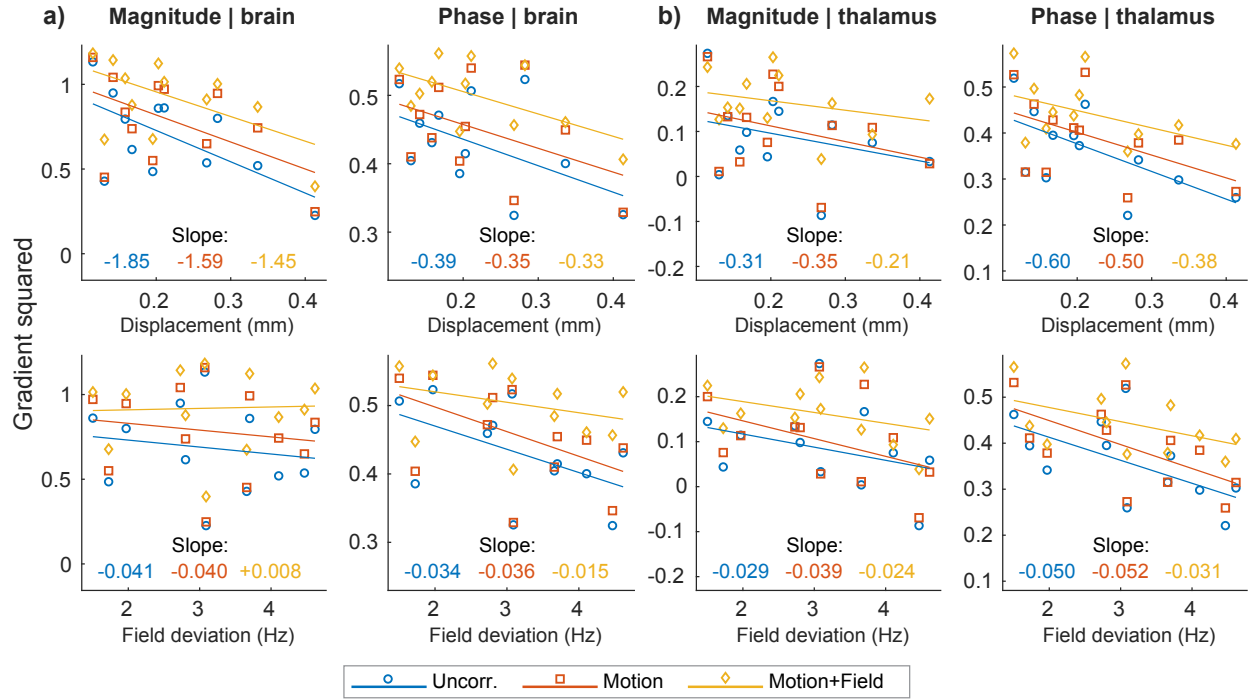 a) Magnitude | brain Phase | brain b) Magnitude | thalamus Phase | thalamus
Gradient squared
1
0.5
0
Slope:
-1.85 -1.59 -1.45
0.2 0.3 0.4
Displacement (mm)
0.5
0.4
0.3
Slope:
-0.39 -0.35 -0.33
0.2 0.3 0.4
Displacement (mm)
0.2
0.1
0
-0.1
-0.2
Slope:
-0.31 -0.35 -0.21
0.2 0.3 0.4
Displacement (mm)
0.5
0.4
0.3
0.2
0.1
Slope:
-0.60 -0.50 -0.38
0.2 0.3 0.4
Displacement (mm)
1
0.5
0
Slope:
-0.041 -0.040 +0.008
2 3 4
Field deviation (Hz)
0.5
0.4
0.3
Slope:
-0.034 -0.036 -0.015
2 3 4
Field deviation (Hz)
0.2
0.1
0
-0.1
-0.2
Slope:
-0.029 -0.039 -0.024
2 3 4
Field deviation (Hz)
0.5
0.4
0.3
0.2
0.1
Slope:
-0.050 -0.052 -0.031
2 3 4
Field deviation (Hz)
Uncorr. Motion Motion+Field